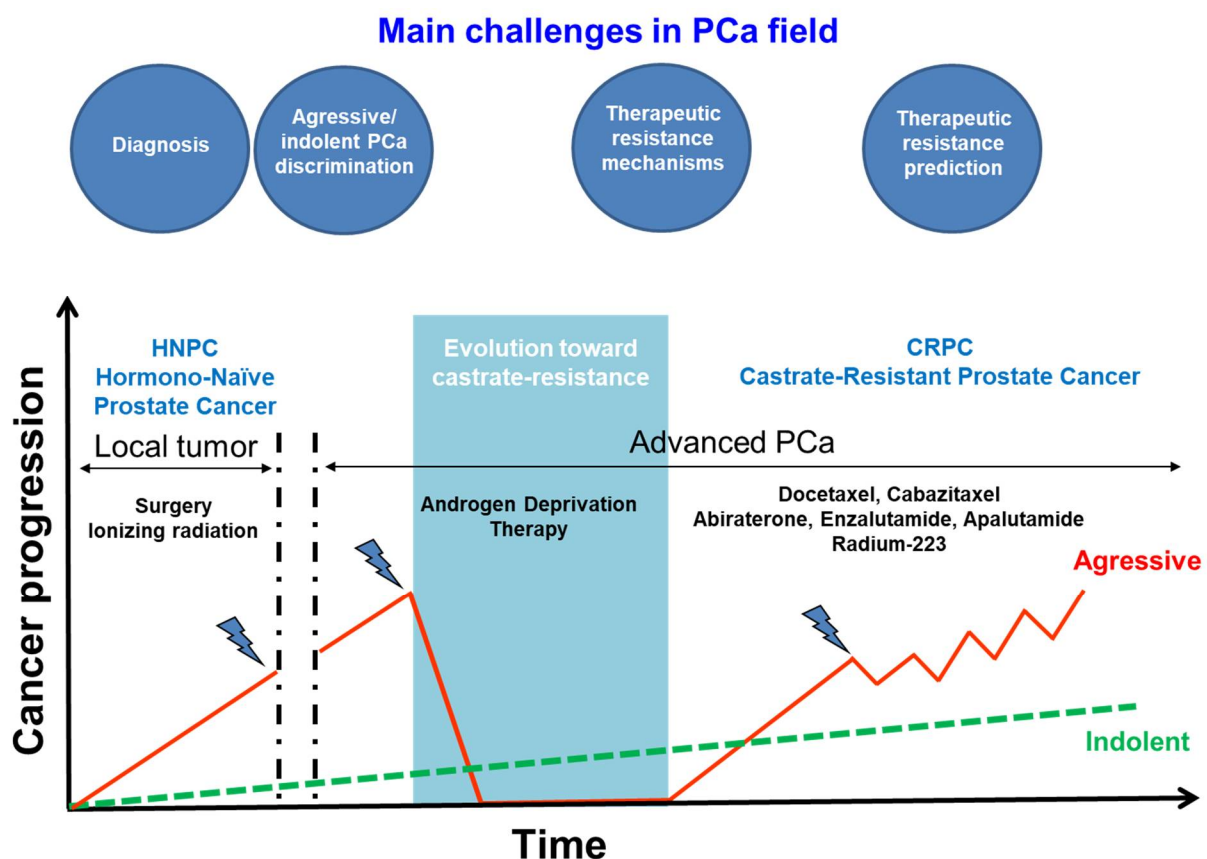 Main challenges in PCa field
Diagnosis
Agressive/
indolent PCa
discrimination
Therapeutic
resistance
mechanisms
Therapeutic
resistance
prediction
HNPC
Hormono-Naïve
Prostate Cancer
Evolution toward
castrate-resistance
CRPC
Castrate-Resistant Prostate Cancer
Local tumor
Advanced PCa
Surgery
Ionizing radiation
Androgen Deprivation
Therapy
Docetaxel, Cabazitaxel
Abiraterone, Enzalutamide, Apalutamide
Radium-223
Agressive
Indolent
Cancer progression
Time